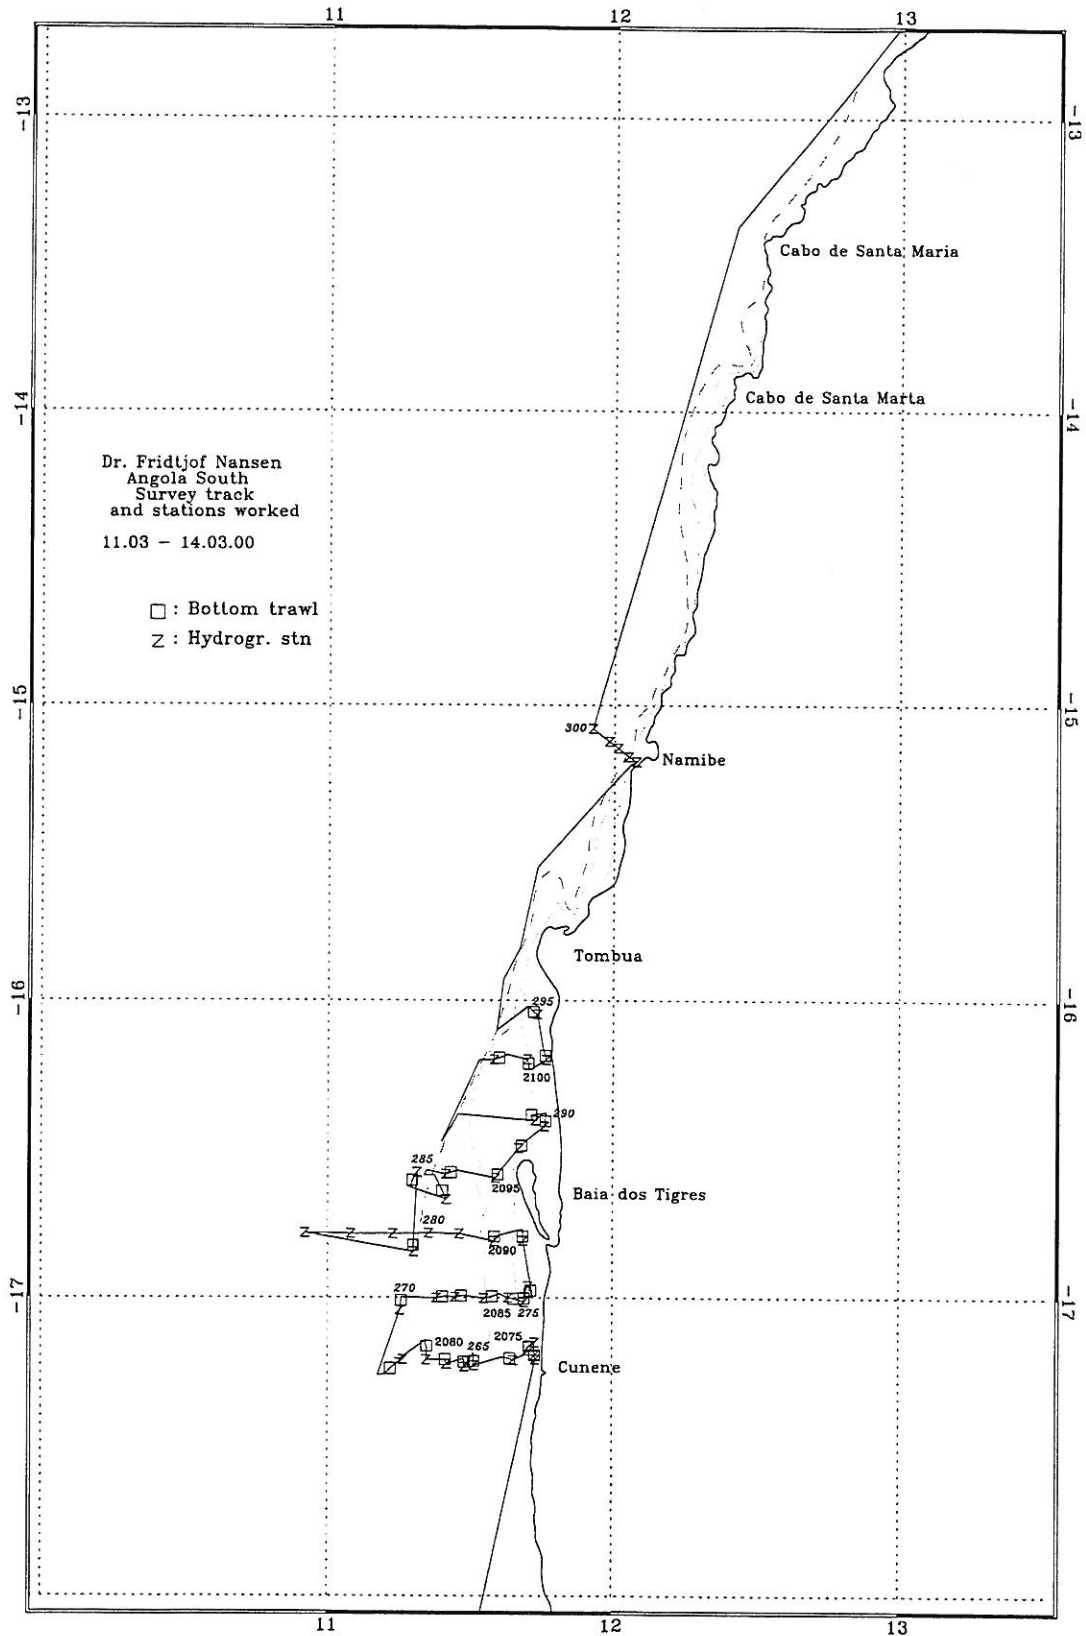 11 12 13
-13 -13
Cabo de Santa Maria
Cabo de Santa Marta
-14 -14
Dr. Fridtjof Nansen
Angola South
Survey track
and stations worked
11.03 - 14.03.00
□ : Bottom trawl
Z : Hydrogr. stn
-15 -15
300
Namibe
Tombua
-16 -16
295
2100
290
285
2095
Baia dos Tigres
280
2090
-17 -17
270
2085 275
2080 265 2075
Cunene
11 12 13